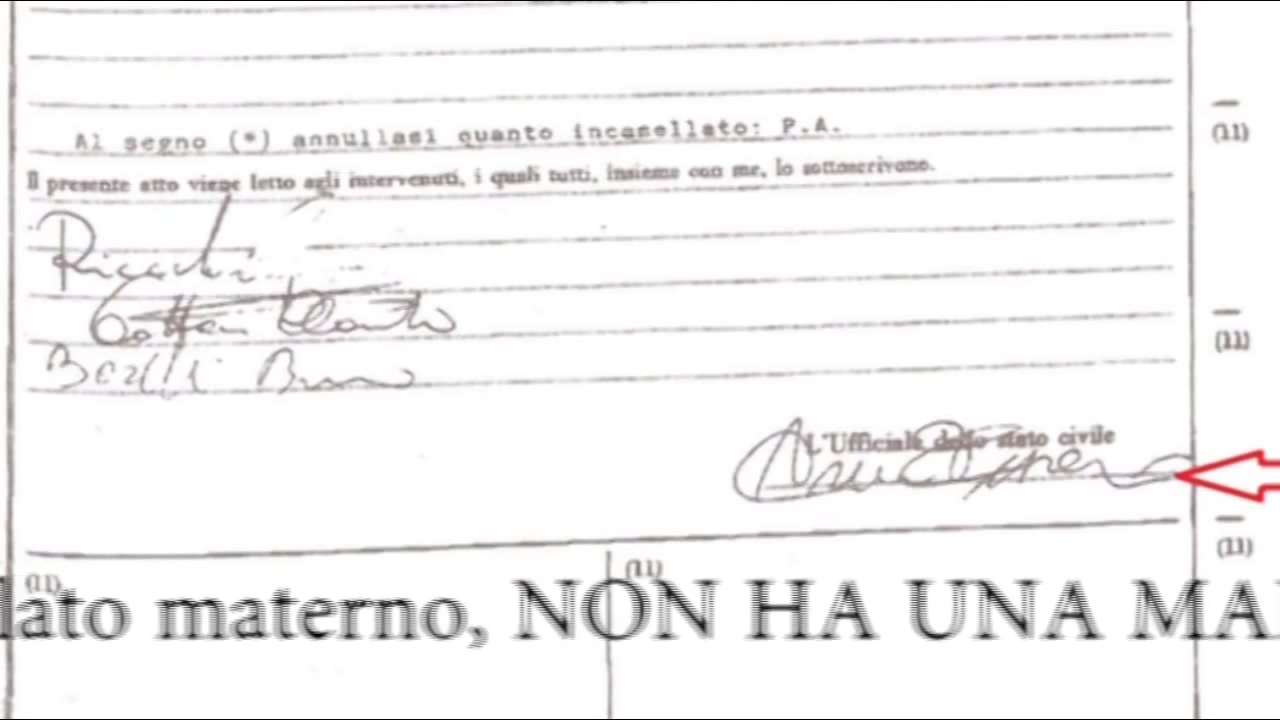 Al segno (*) annullasi quanto incasellato: P.A.
(11)
Il presente atto viene letto agli intervenuti, i quali tutti, insieme con me, lo sottoscrivono.
(11)
L'Ufficiale dello stato civile
(11)
(11)
(11)
lato materno, NON HA UNA MA